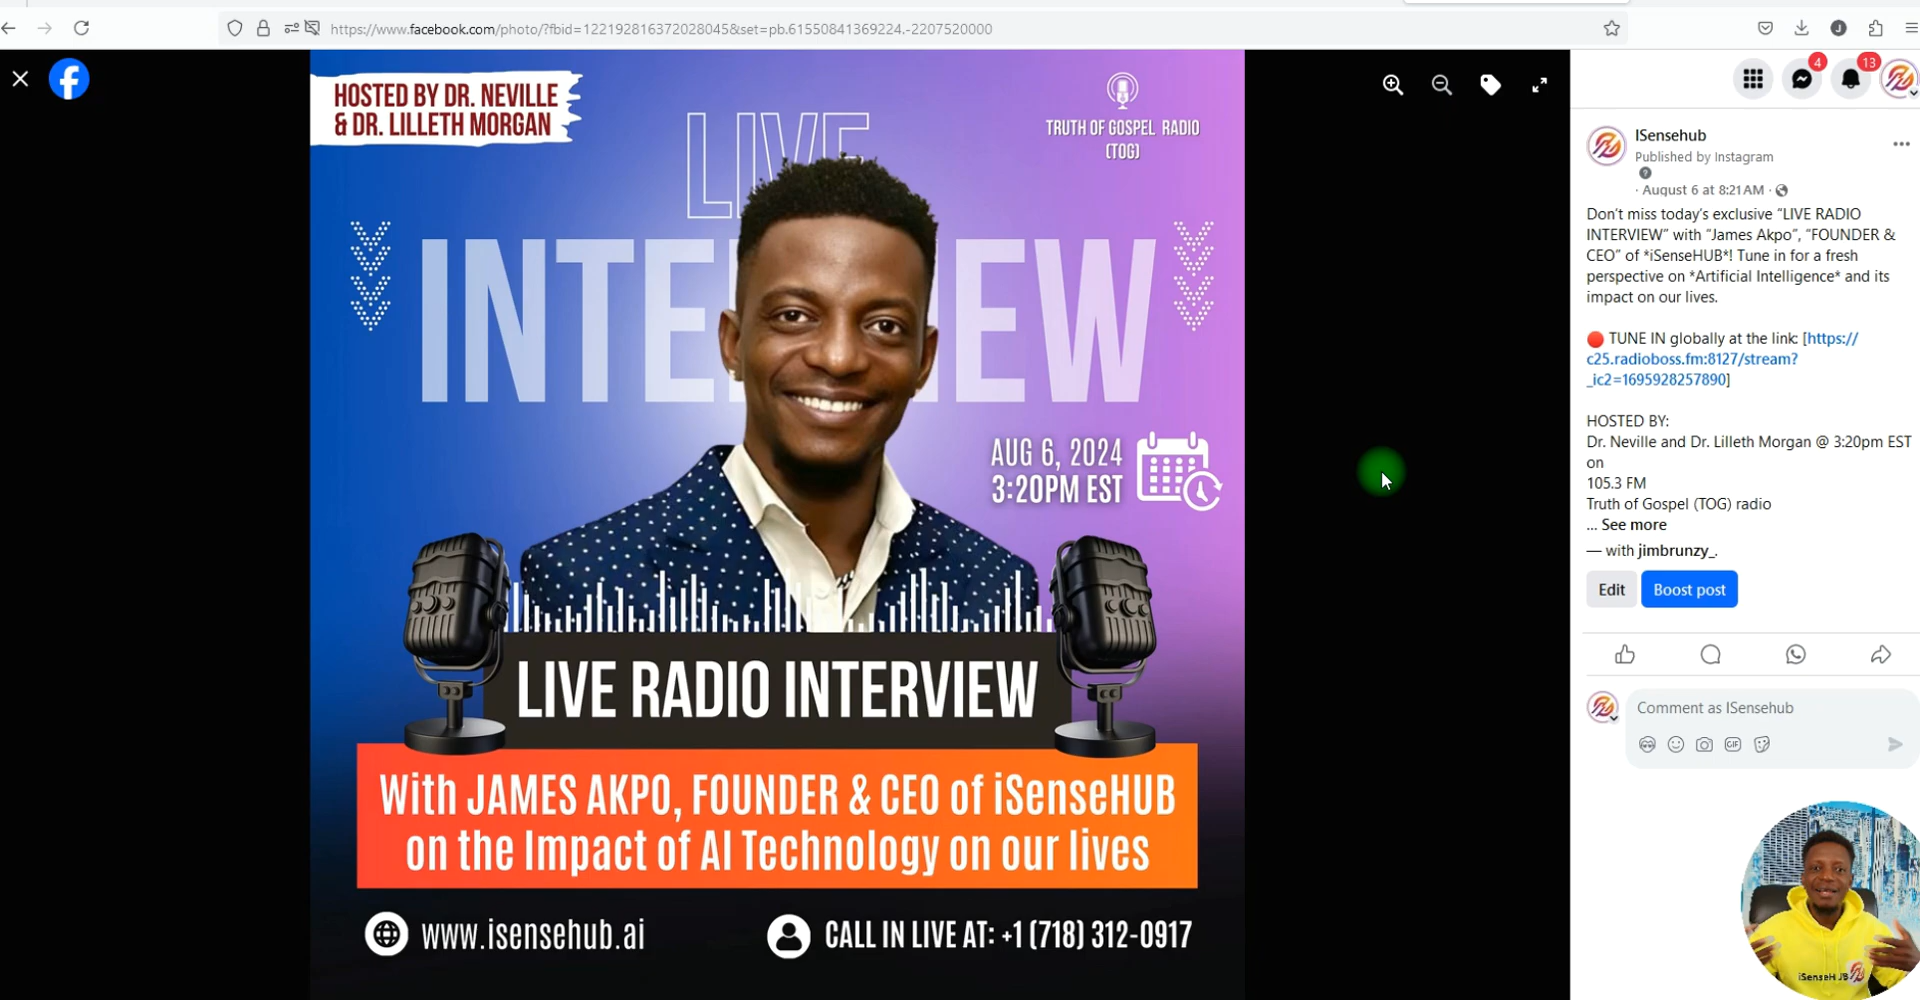 https://www.facebook.com/photo/?fbid=122192816372028045&set=pb.61550841369224.-2207520000
HOSTED BY DR. NEVILLE
& DR. LILLETH MORGAN
LIVE
TRUTH OF GOSPEL RADIO
(TOG)
AUG 6, 2024
3:20PM EST
LIVE RADIO INTERVIEW
With JAMES AKPO, FOUNDER & CEO of iSenseHUB
on the Impact of AI Technology on our lives
www.isensehub.ai
CALL IN LIVE AT: +1 (718) 312-0917
4
13
ISensehub
Published by Instagram
· August 6 at 8:21 AM ·
Don't miss today's exclusive “LIVE RADIO
INTERVIEW” with “James Akpo”, “FOUNDER &
CEO” of *iSenseHUB*! Tune in for a fresh
perspective on *Artificial Intelligence* and its
impact on our lives.
🔴 TUNE IN globally at the link: [https://
c25.radioboss.fm:8127/stream?
_ic2=1695928257890]
HOSTED BY:
Dr. Neville and Dr. Lilleth Morgan @ 3:20pm EST
on
105.3 FM
Truth of Gospel (TOG) radio
... See more
— with jimbrunzy_.
Edit
Boost post
Comment as ISensehub
GIF